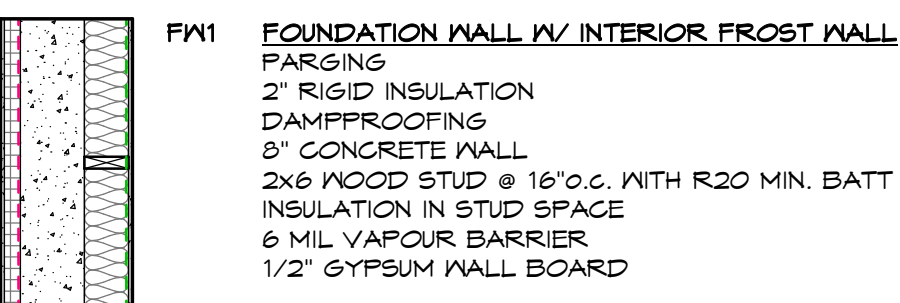 FW1 FOUNDATION WALL W/ INTERIOR FROST WALL
PARGING
2" RIGID INSULATION
DAMPPROOFING
8" CONCRETE WALL
2x6 WOOD STUD @ 16"o.c. WITH R20 MIN. BATT
INSULATION IN STUD SPACE
6 MIL VAPOUR BARRIER
1/2" GYPSUM WALL BOARD